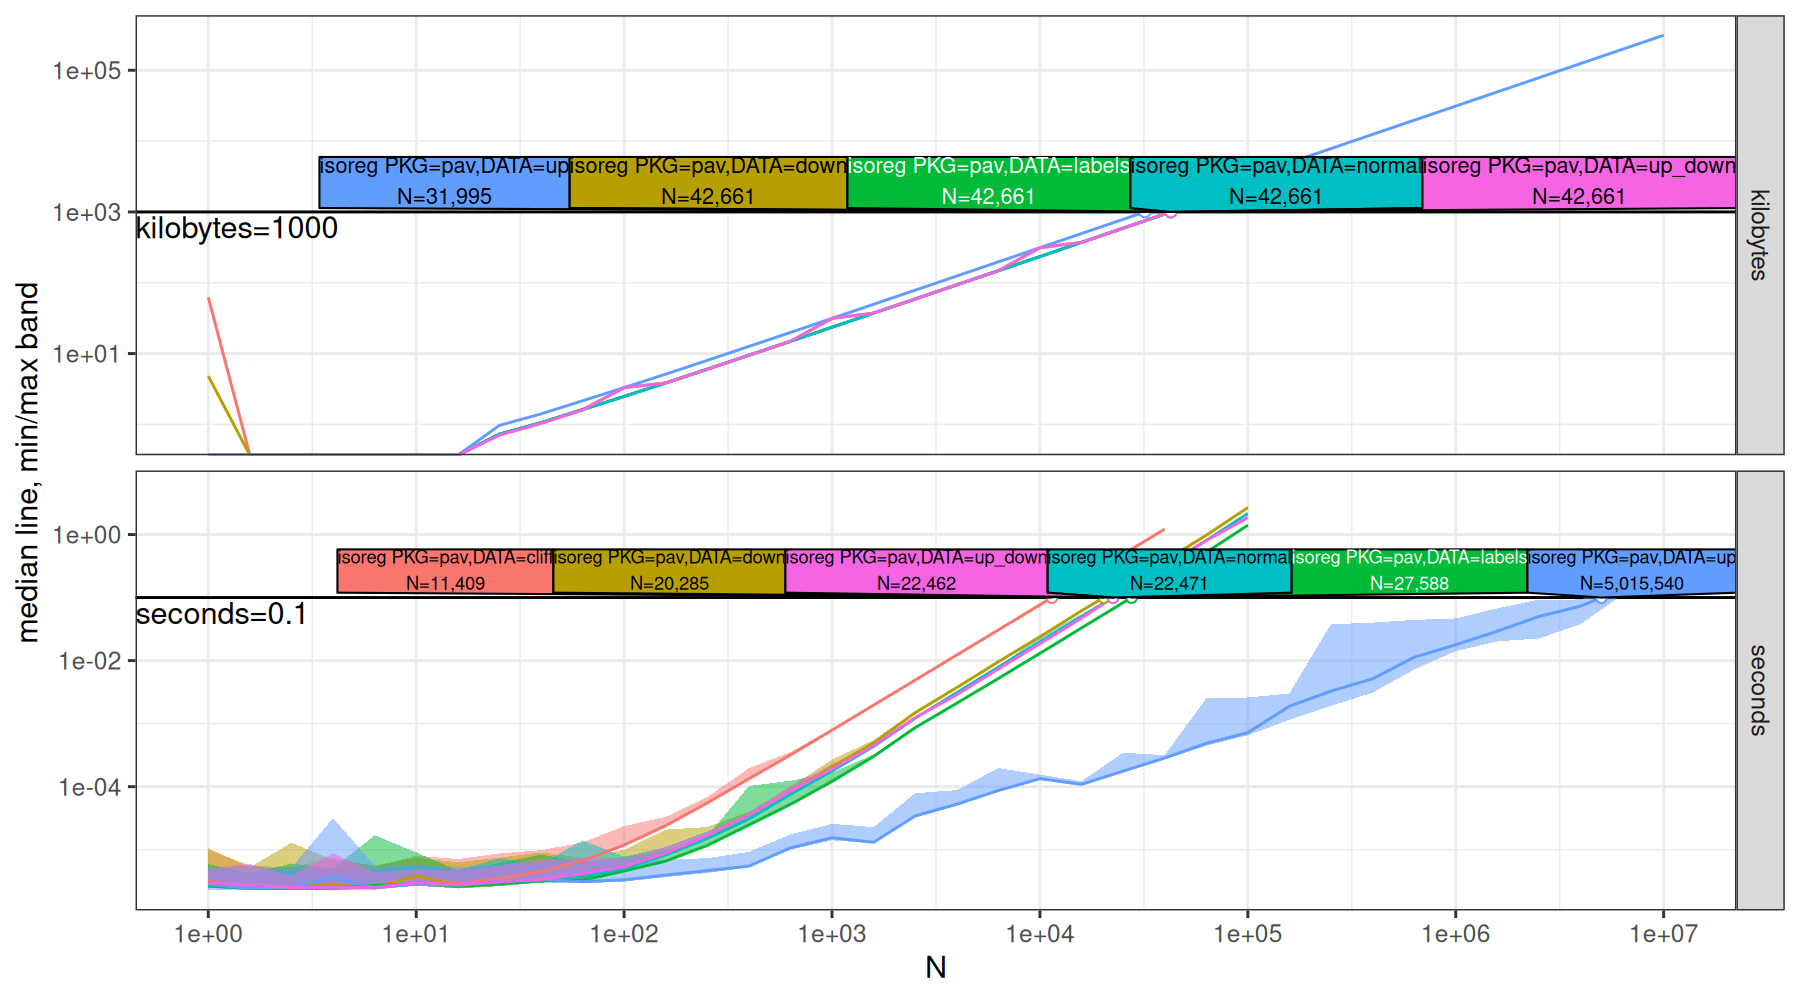 1e+05
1e+03
1e+01
isoreg PKG=pav,DATA=up
N=31,995
isoreg PKG=pav,DATA=down
N=42,661
isoreg PKG=pav,DATA=labels
N=42,661
isoreg PKG=pav,DATA=normal
N=42,661
isoreg PKG=pav,DATA=up_down
N=42,661
kilobytes=1000
kilobytes
median line, min/max band
1e+00
1e-02
1e-04
isoreg PKG=pav,DATA=cliff
N=11,409
isoreg PKG=pav,DATA=down
N=20,285
isoreg PKG=pav,DATA=up_down
N=22,462
isoreg PKG=pav,DATA=normal
N=22,471
isoreg PKG=pav,DATA=labels
N=27,588
isoreg PKG=pav,DATA=up
N=5,015,540
seconds=0.1
seconds
1e+00 1e+01 1e+02 1e+03 1e+04 1e+05 1e+06 1e+07
N